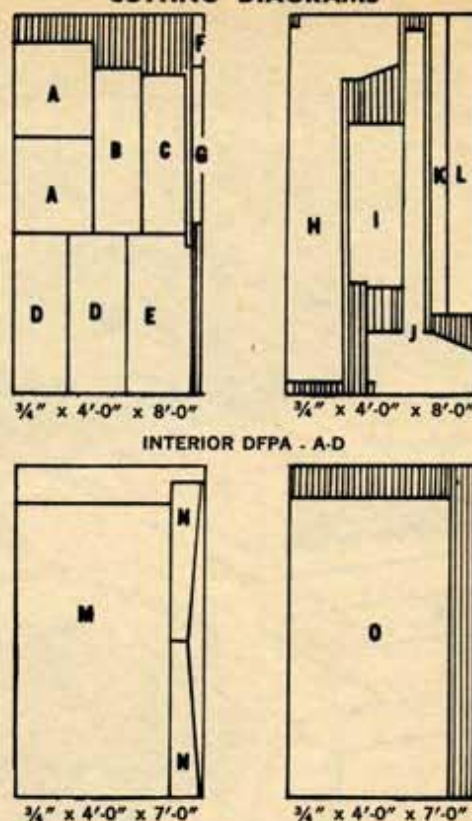 CUTTING DIAGRAMS
F
A
B
C
G
A
D
D
E
H
I
J
K
L
¾" x 4'-0" x 8'-0"
¾" x 4'-0" x 8'-0"
INTERIOR DFPA - A-D
M
N
N
O
¾" x 4'-0" x 7'-0"
¾" x 4'-0" x 7'-0"